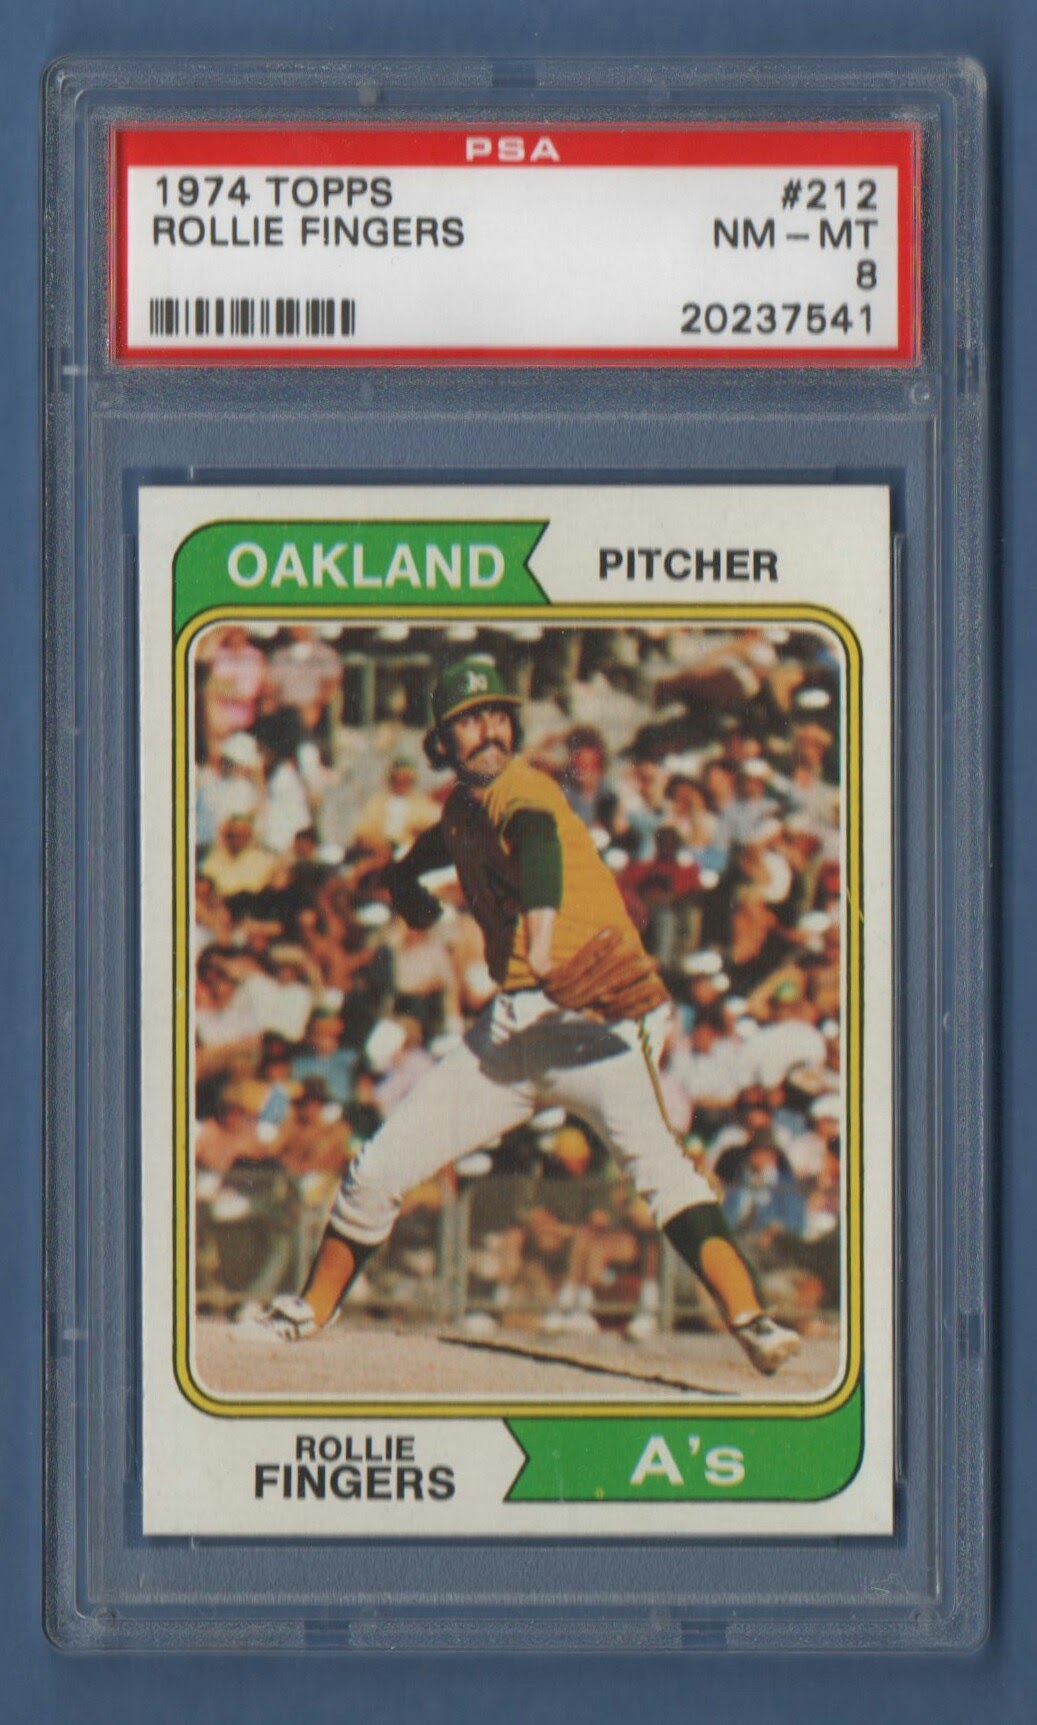 PSA
1974 TOPPS #212
ROLLIE FINGERS NM-MT
8
20237541
OAKLAND
PITCHER
A
ROLLIE
FINGERS
A's